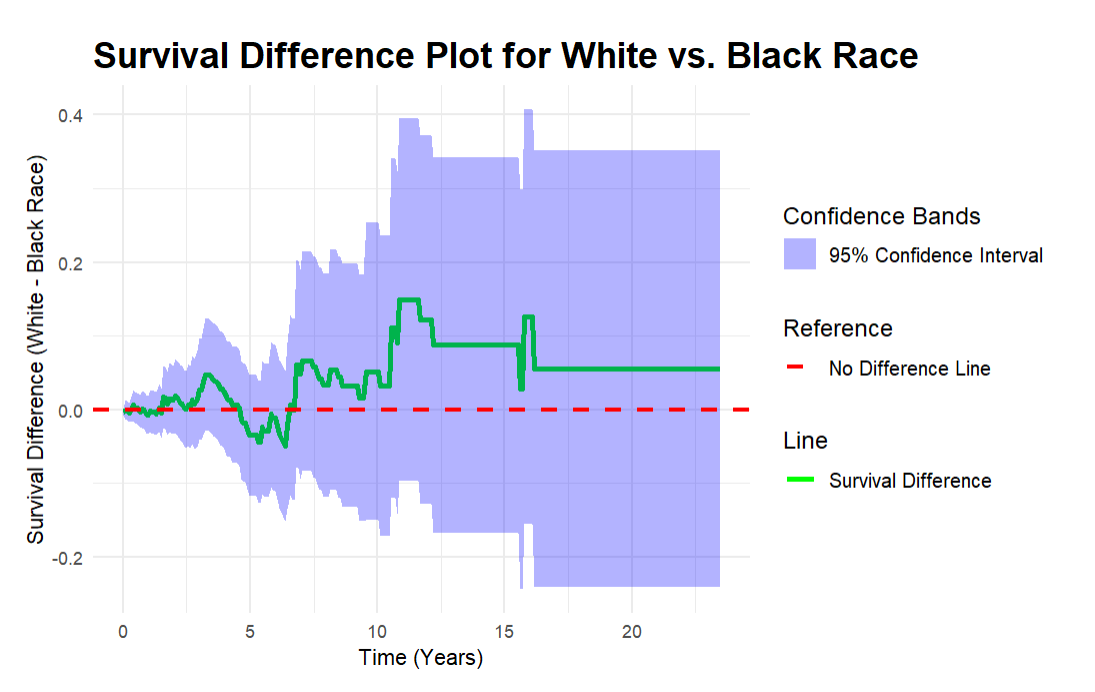 Survival Difference Plot for White vs. Black Race
Survival Difference (White - Black Race)
0.4
0.2
0.0
-0.2
0
5
10
15
20
Time (Years)
Confidence Bands
95% Confidence Interval
Reference
No Difference Line
Line
Survival Difference